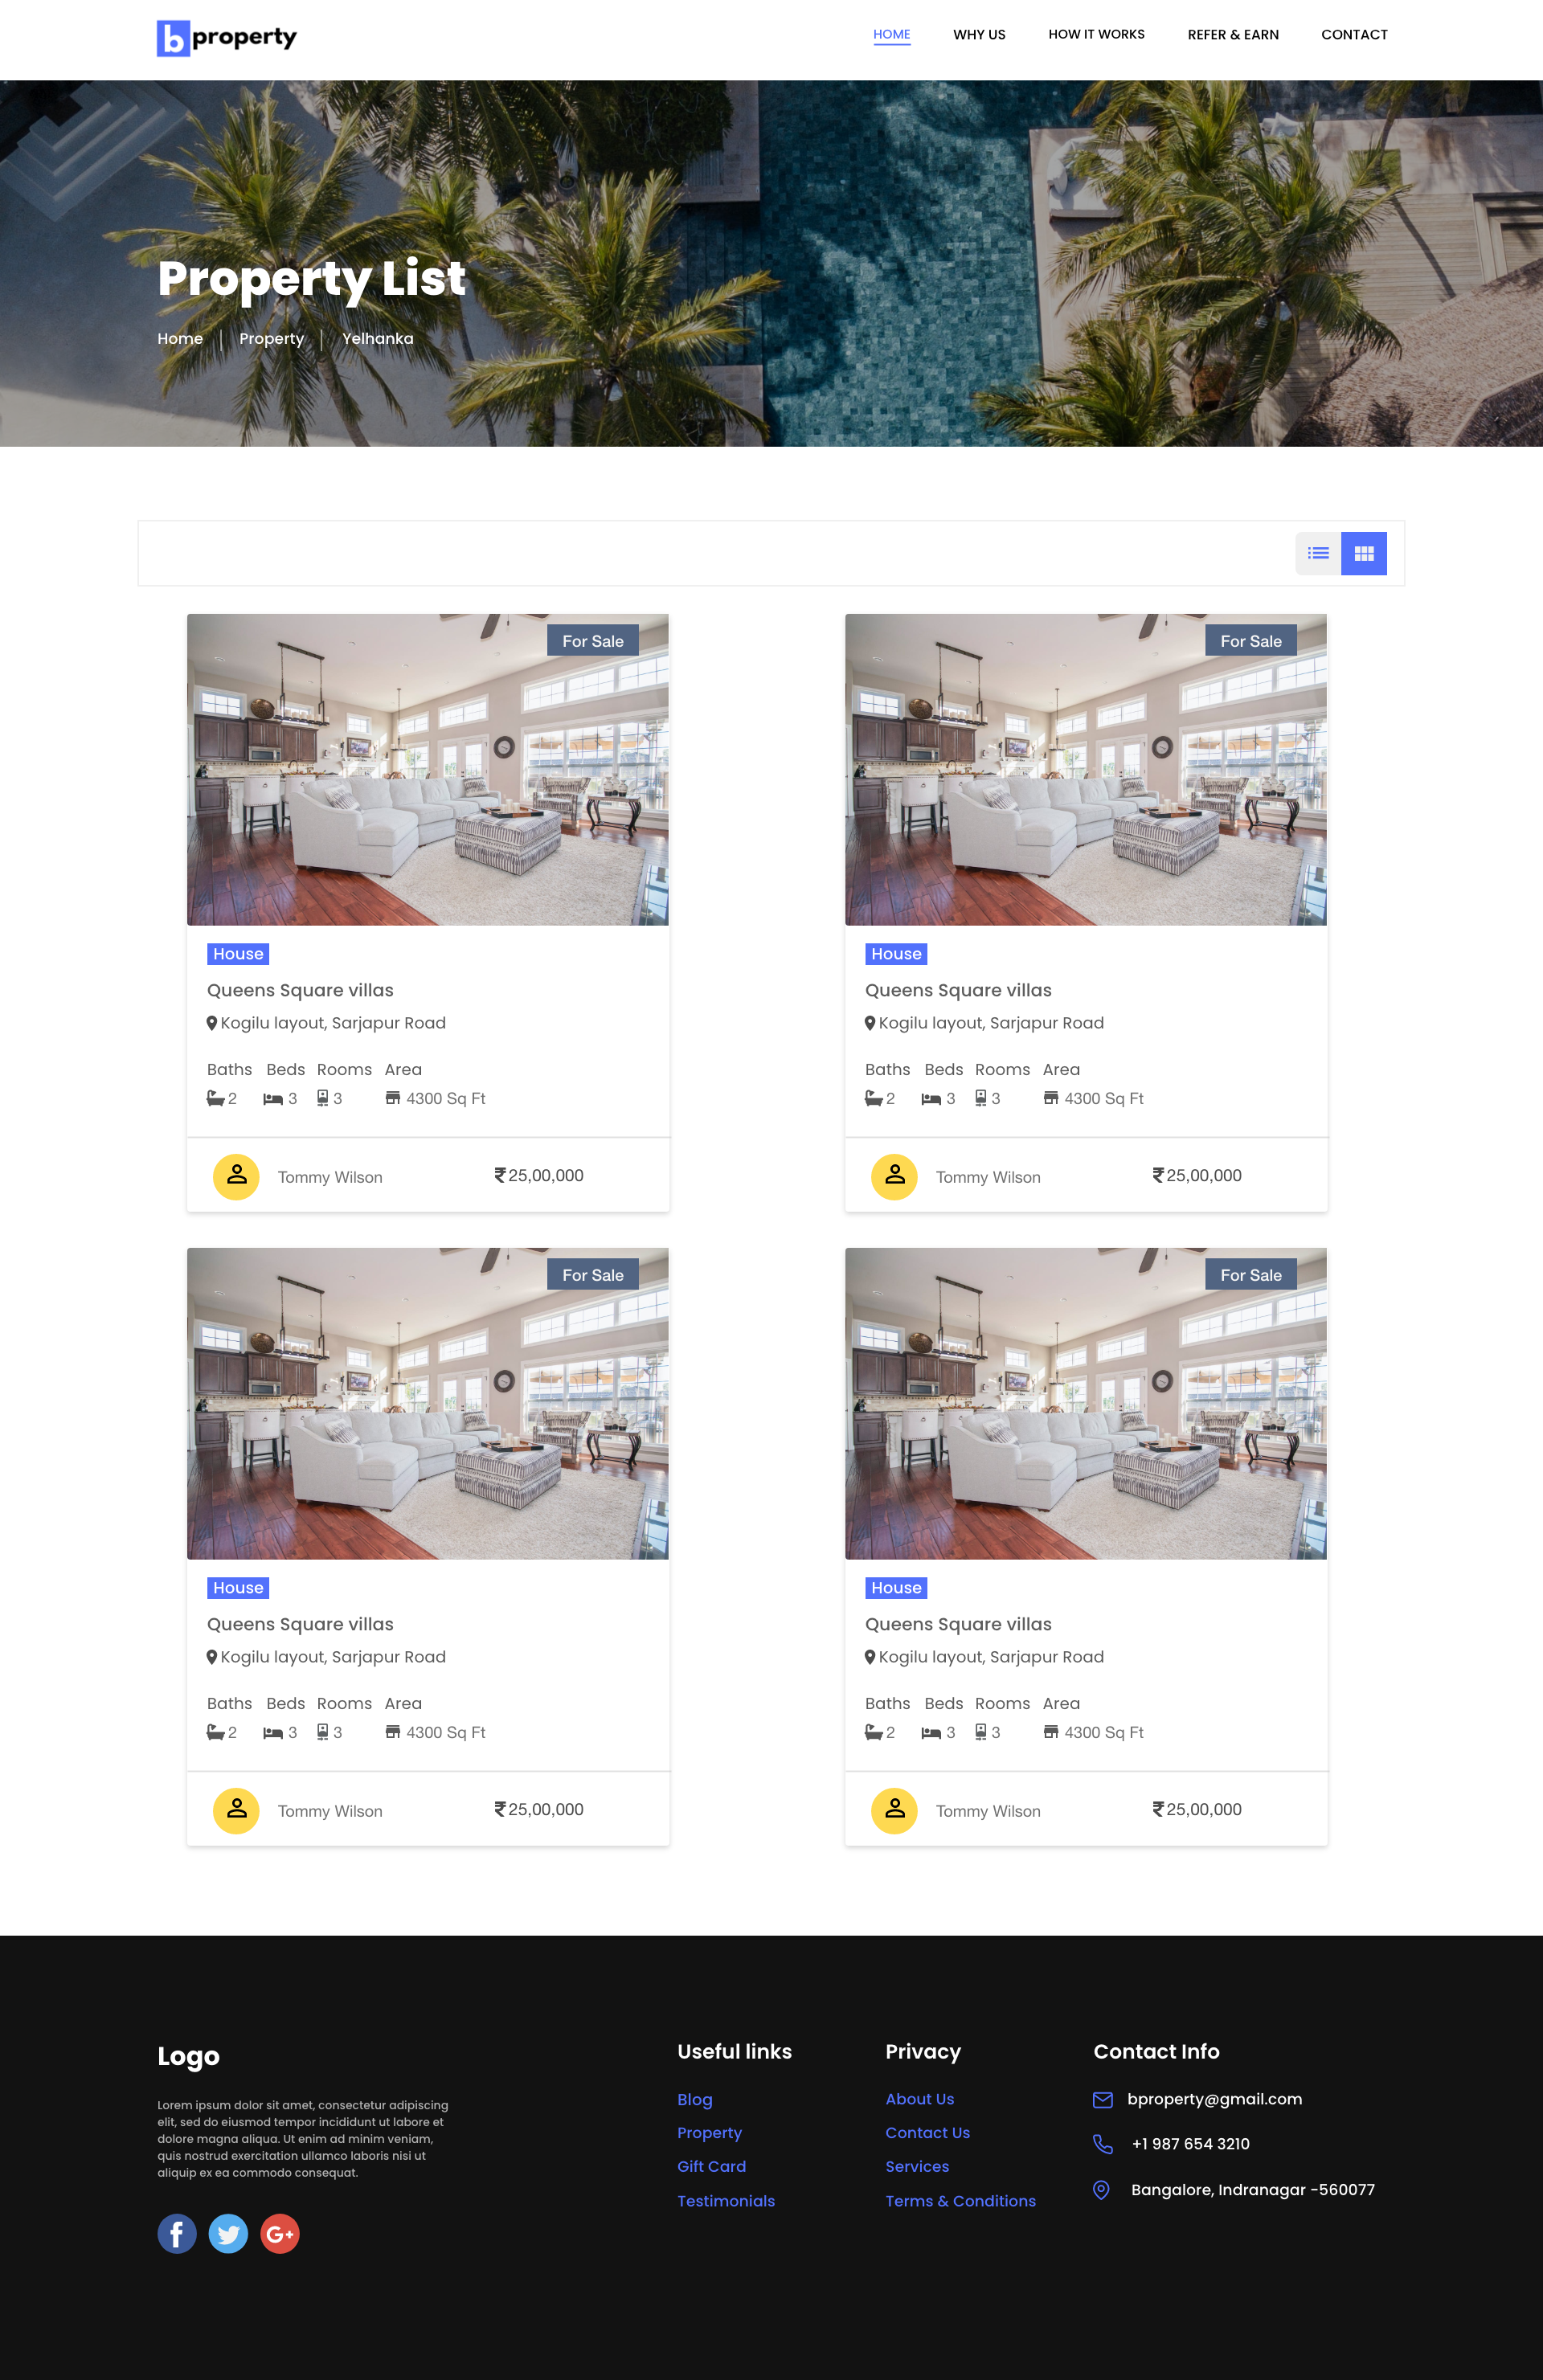 bproperty
HOME WHY US HOW IT WORKS REFER & EARN CONTACT
Property List
Home | Property | Yelhanka
For Sale
House
Queens Square villas
Kogilu layout, Sarjapur Road
Baths Beds Rooms Area
2 3 3 4300 Sq Ft
Tommy Wilson ₹25,00,000
For Sale
House
Queens Square villas
Kogilu layout, Sarjapur Road
Baths Beds Rooms Area
2 3 3 4300 Sq Ft
Tommy Wilson ₹25,00,000
For Sale
House
Queens Square villas
Kogilu layout, Sarjapur Road
Baths Beds Rooms Area
2 3 3 4300 Sq Ft
Tommy Wilson ₹25,00,000
For Sale
House
Queens Square villas
Kogilu layout, Sarjapur Road
Baths Beds Rooms Area
2 3 3 4300 Sq Ft
Tommy Wilson ₹25,00,000
Logo
Lorem ipsum dolor sit amet, consectetur adipiscing
elit, sed do eiusmod tempor incididunt ut labore et
dolore magna aliqua. Ut enim ad minim veniam,
quis nostrud exercitation ullamco laboris nisi ut
aliquip ex ea commodo consequat.
f G+
Useful links
Blog
Property
Gift Card
Testimonials
Privacy
About Us
Contact Us
Services
Terms & Conditions
Contact Info
bproperty@gmail.com
+1 987 654 3210
Bangalore, Indranagar -560077